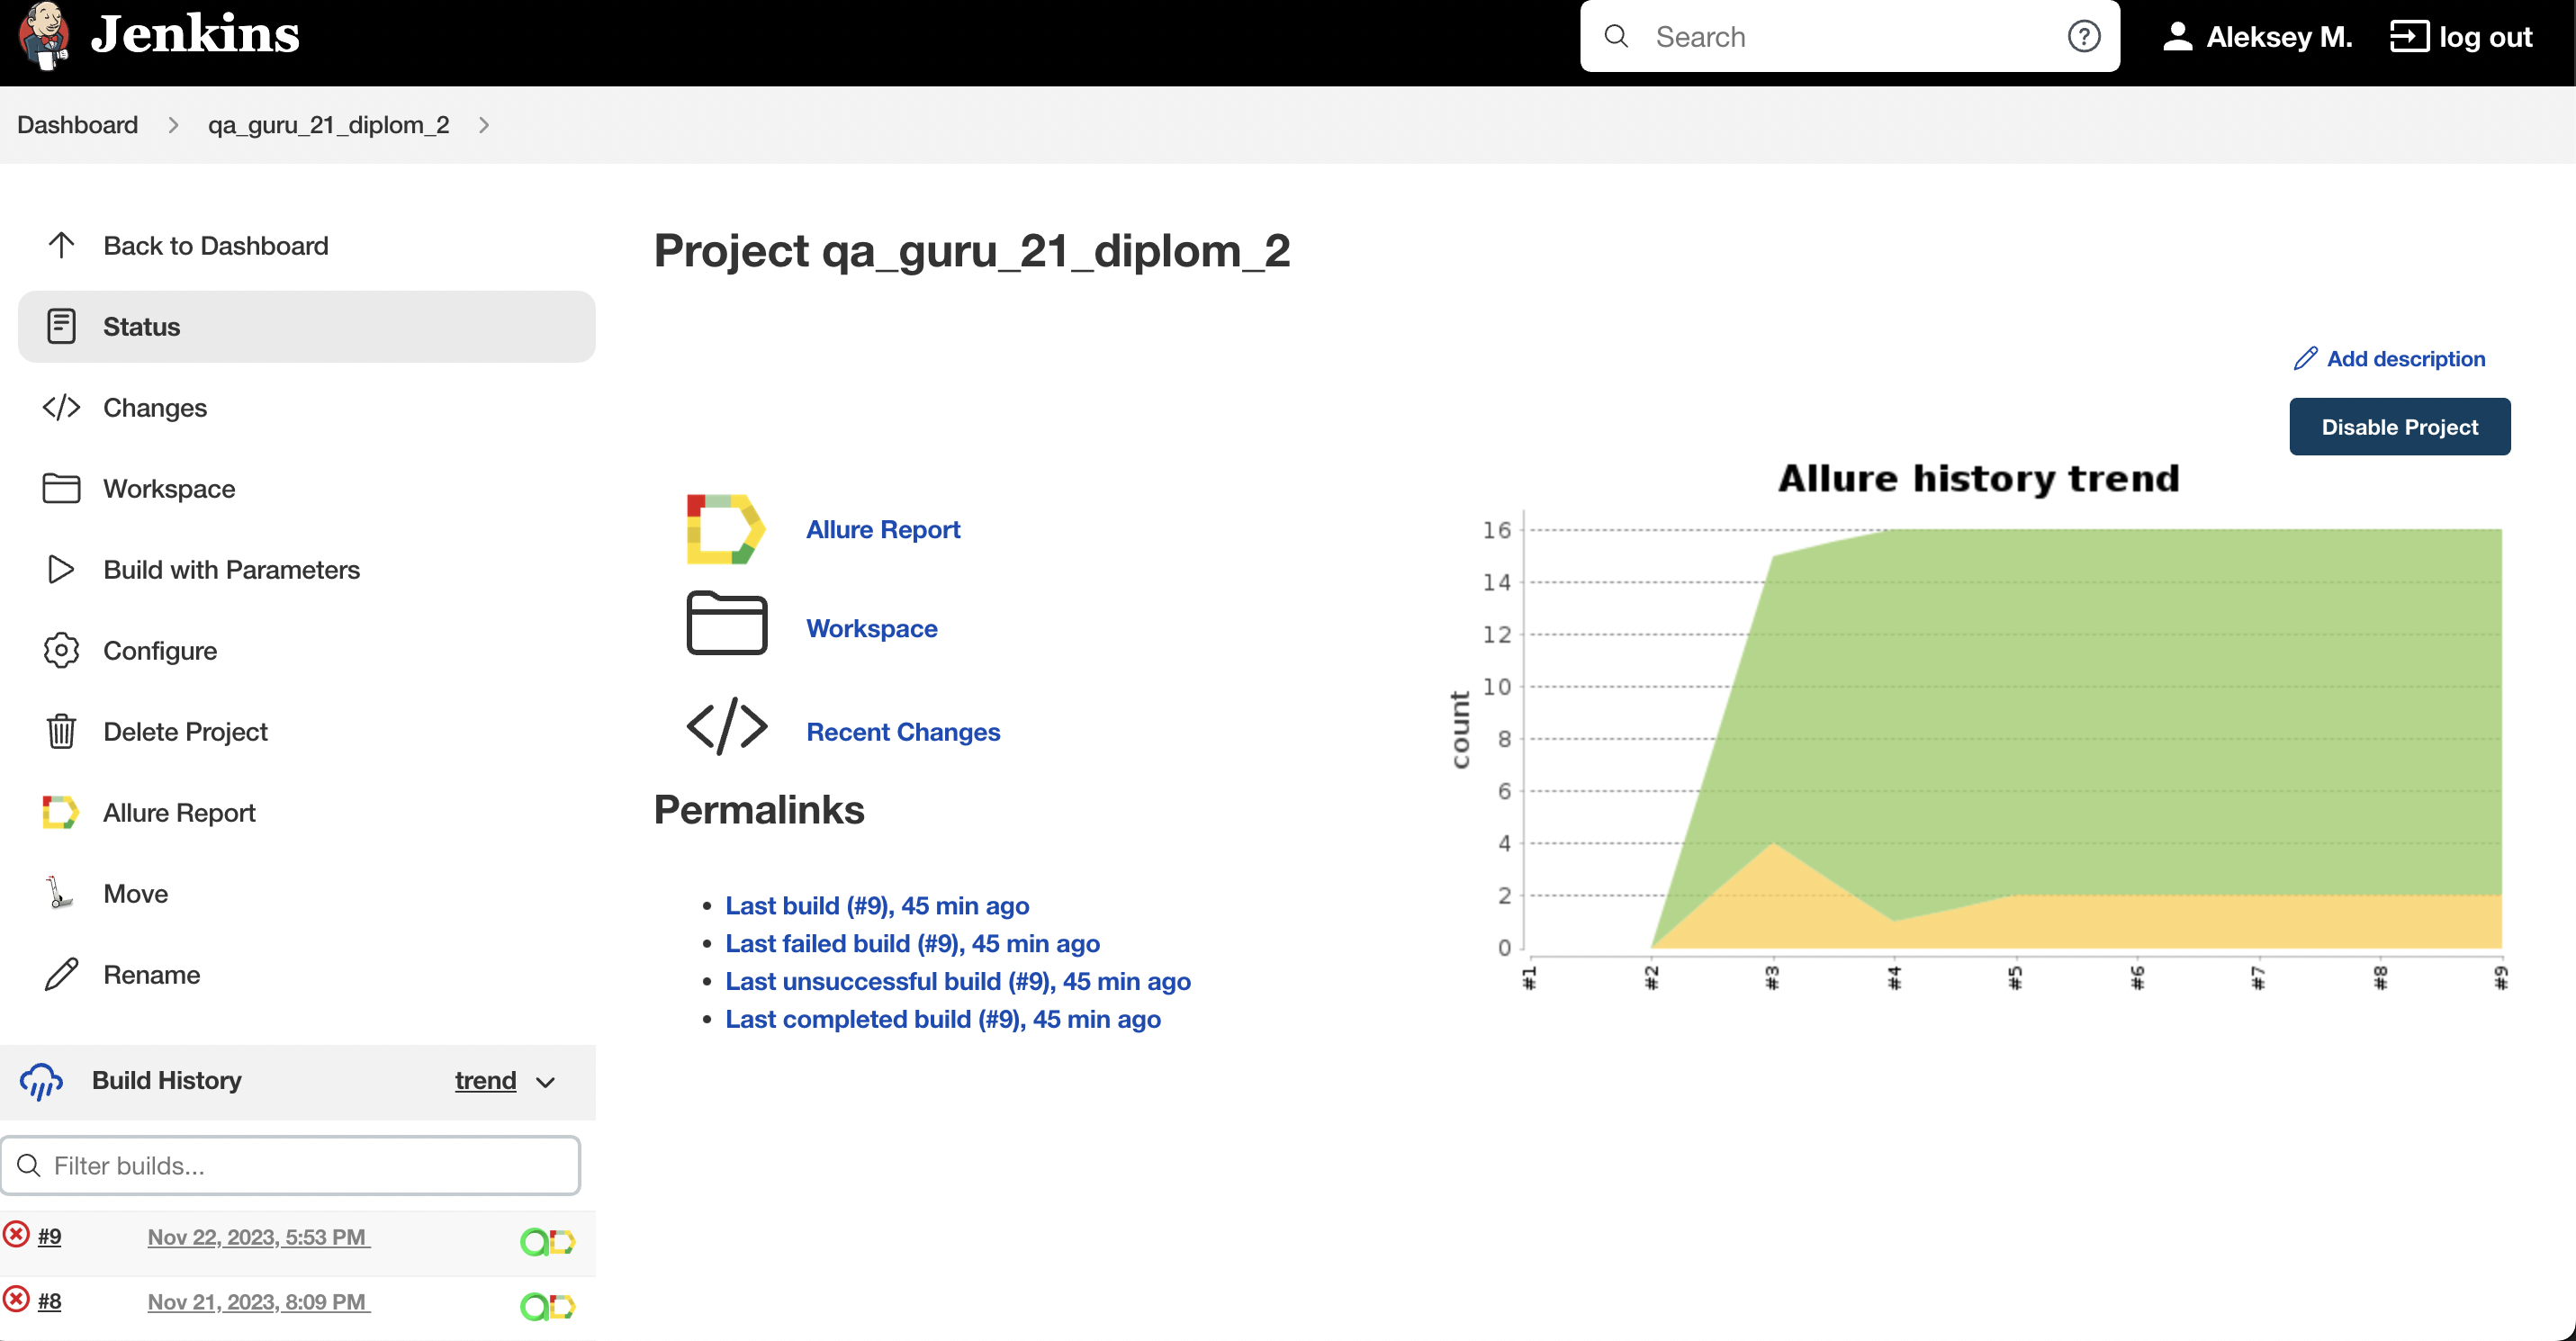 Jenkins
Search
Aleksey M.
log out
Dashboard
qa_guru_21_diplom_2
Back to Dashboard
Status
Changes
Workspace
Build with Parameters
Configure
Delete Project
Allure Report
Move
Rename
Build History
trend
Filter builds...
#9 Nov 22, 2023, 5:53 PM
#8 Nov 21, 2023, 8:09 PM
Project qa_guru_21_diplom_2
Add description
Disable Project
Allure Report
Workspace
Recent Changes
Permalinks
• Last build (#9), 45 min ago
• Last failed build (#9), 45 min ago
• Last unsuccessful build (#9), 45 min ago
• Last completed build (#9), 45 min ago
Allure history trend
count
16
14
12
10
8
6
4
2
0
#1 #2 #3 #4 #5 #6 #7 #8 #9